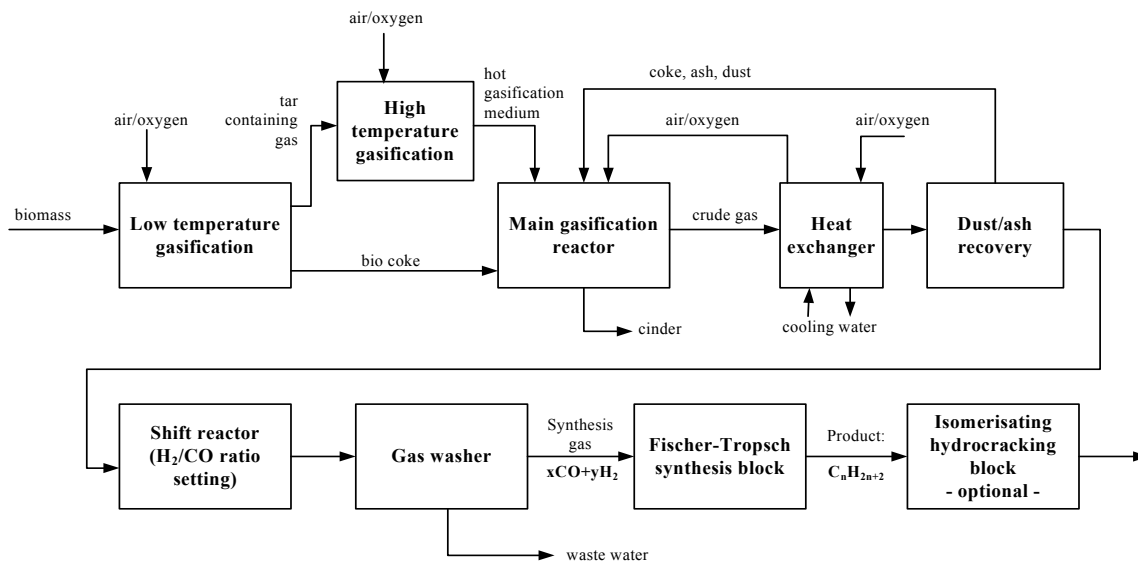 air/oxygen
tar
containing
gas
High
temperature
gasification
hot
gasification
medium
coke, ash, dust
air/oxygen
air/oxygen
air/oxygen
biomass
Low temperature
gasification
bio coke
Main gasification
reactor
crude gas
Heat
exchanger
Dust/ash
recovery
cinder
cooling water
Shift reactor
(H₂/CO ratio
setting)
Gas washer
Synthesis
gas
xCO+yH₂
Fischer-Tropsch
synthesis block
Product:
CₙH₂ₙ₊₂
Isomerisating
hydrocracking
block
- optional -
waste water